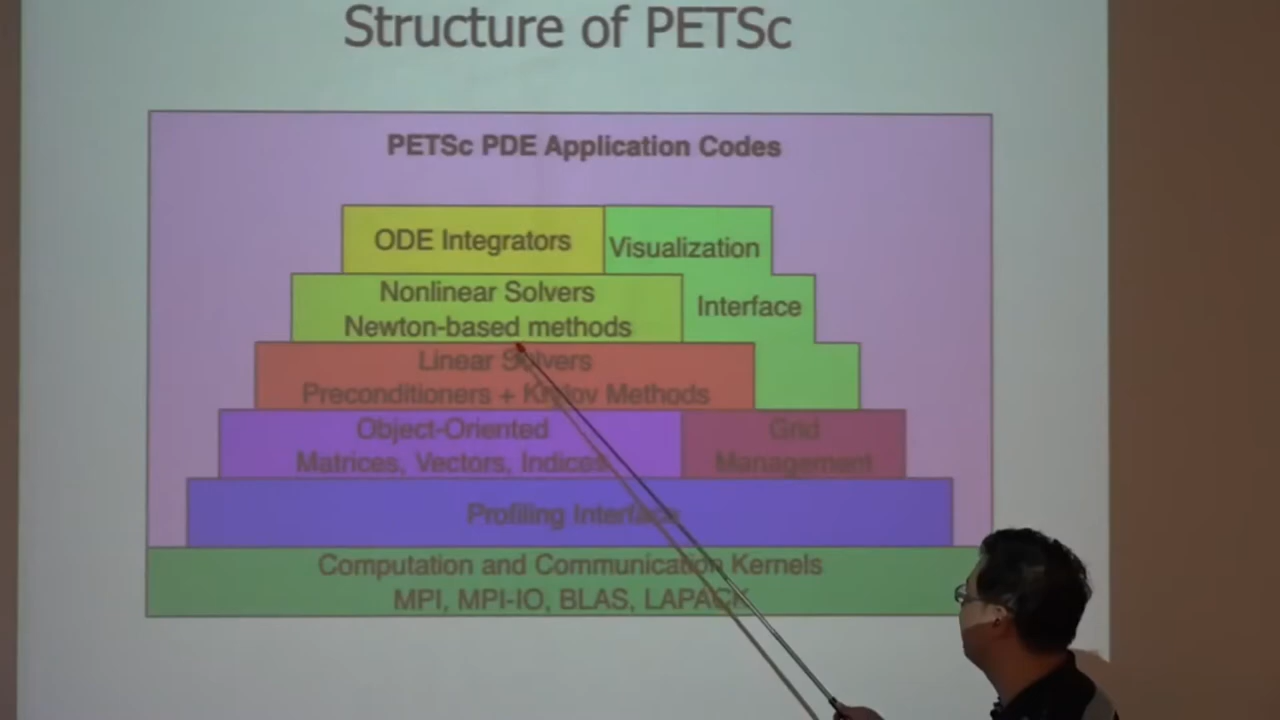 Structure of PETSc
PETSc PDE Application Codes
ODE Integrators
Visualization
Nonlinear Solvers
Newton-based methods
Interface
Linear Solvers
Preconditioners + Krylov Methods
Object-Oriented
Matrices, Vectors, Indices
Grid
Management
Profiling Interface
Computation and Communication Kernels
MPI, MPI-IO, BLAS, LAPACK